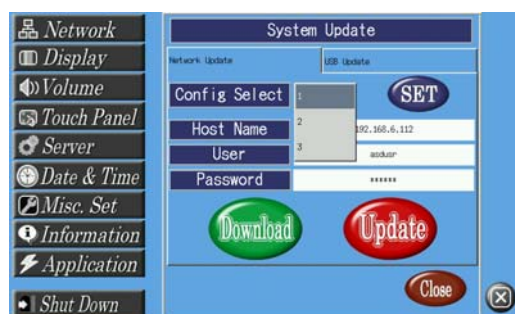 Network
Display
Volume
Touch Panel
Server
Date & Time
Misc. Set
Information
Application
Shut Down
System Update
Network Update
USB Update
Config Select
1
2
3
SET
Host Name
192.168.6.112
User
asdusr
Password
******
Download
Update
Close